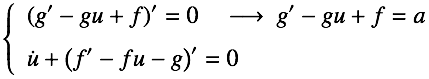 (g′ − gu + f)′ = 0 ⟶ g′ − gu + f = a
u̇ + (f′ − fu − g)′ = 0